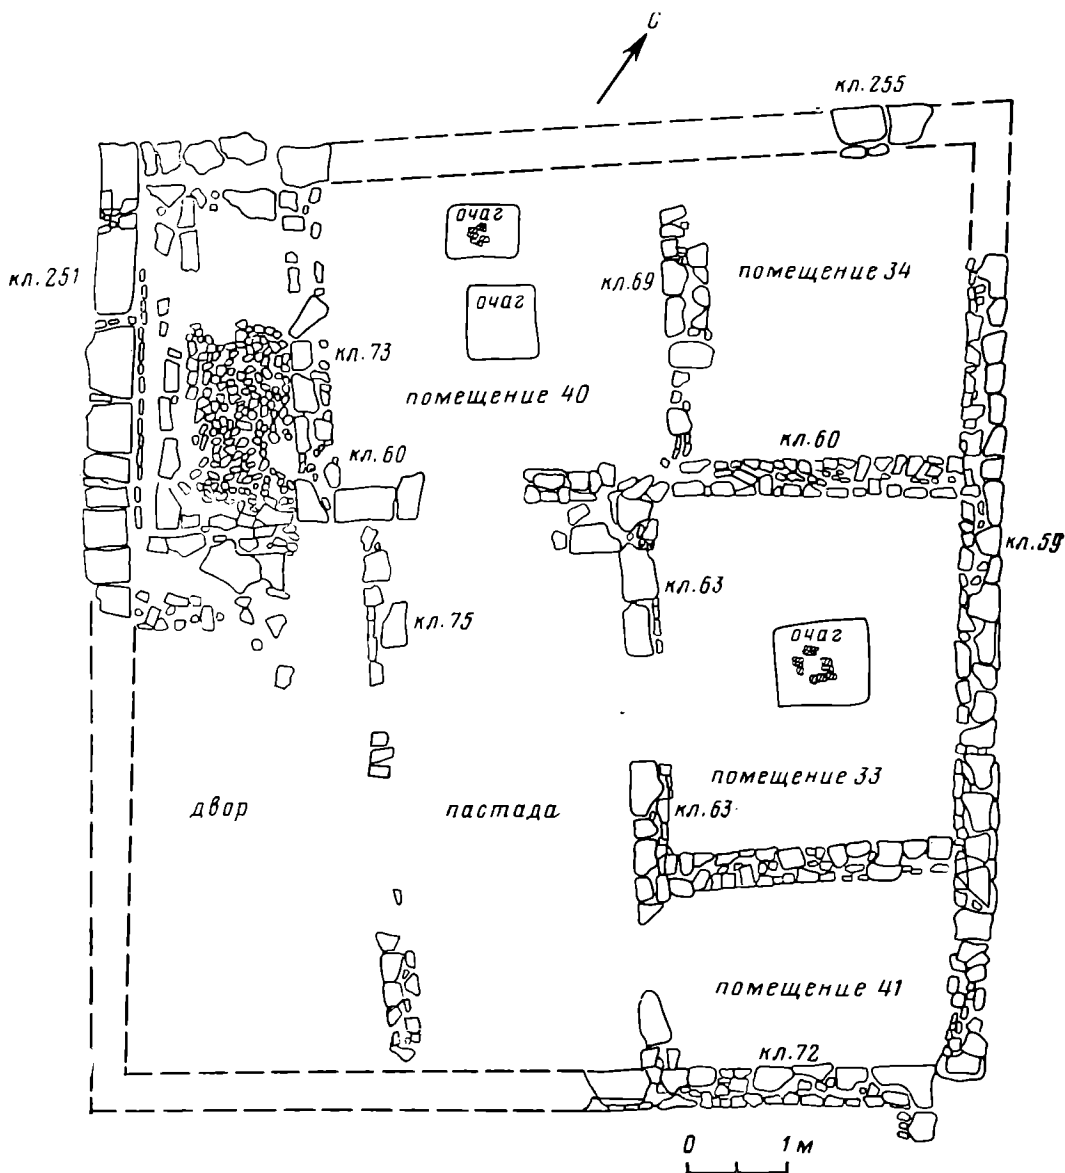 С
кл.255
очаг
кл.251
кл.69
помещение 34
очаг
кл.73
помещение 40
кл.60
кл.60
кл.59
кл.63
кл.75
очаг
помещение 33
двор
пастада
кл.63
помещение 41
кл.72
0 1 м